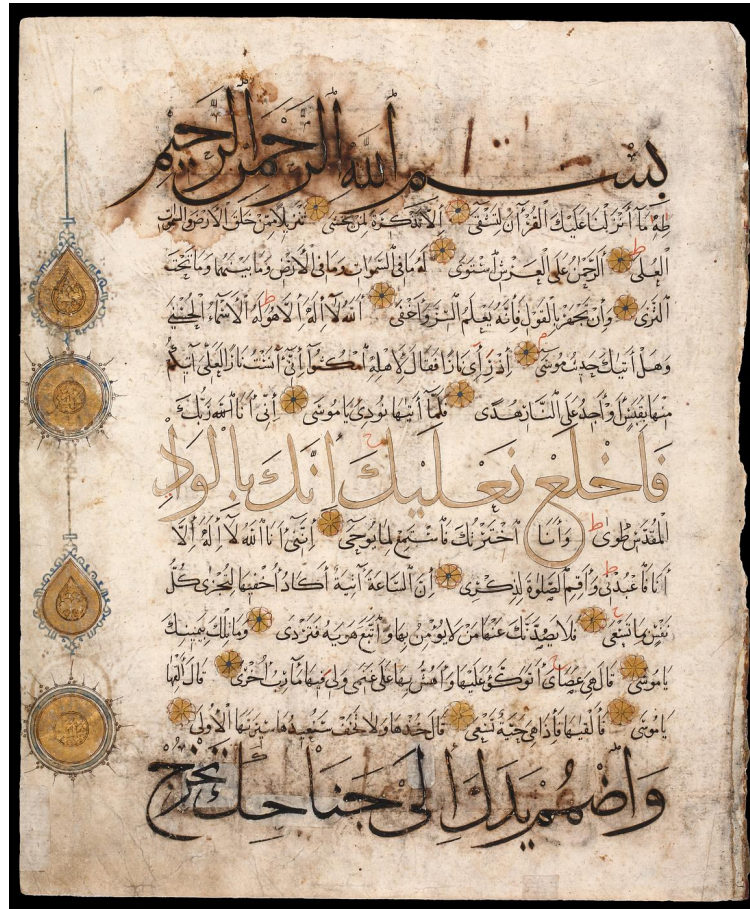 بسم الله الرحمن الرحيم
طه ما أنزلنا عليك القرآن لتشقى إلا تذكرة لمن يخشى تنزيلا ممن خلق الأرض والسموات
العلى الرحمن على العرش استوى له ما في السموات وما في الأرض وما بينهما وما تحت
الثرى وإن تجهر بالقول فإنه يعلم السر وأخفى الله لا إله إلا هو له الأسماء الحسنى
وهل أتيك حديث موسى إذ رأى نارا فقال لأهله امكثوا إني آنست نارا لعلي آتيكم
منها بقبس أو أجد على النار هدى فلما أتيها نودي يا موسى إني أنا الله ربك
فاخلع نعليك إنك بالواد
المقدس طوى وأنا اخترتك فاستمع لما يوحى إنني أنا الله لا إله إلا
أنا فاعبدني وأقم الصلوة لذكري إن الساعة آتية أكاد أخفيها لتجزى كل
نفس بما تسعى فلا يصدنك عنها من لا يؤمن بها واتبع هويه فتردى وما تلك بيمينك
يا موسى قال هي عصاي أتوكؤ عليها وأهش بها على غنمي ولي فيها مآرب أخرى قال ألقها
يا موسى فألقيها فإذا هي حية تسعى قال خذها ولا تخف سنعيدها سيرتها الأولى
واضمم يدك إلى جناحك تخرج